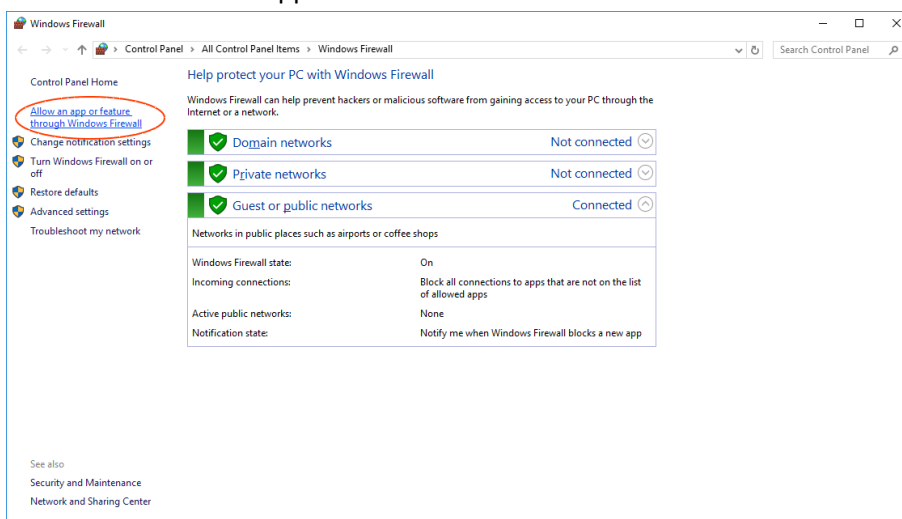 Windows Firewall
Control Panel > All Control Panel Items > Windows Firewall
Search Control Panel
Control Panel Home
Allow an app or feature
through Windows Firewall
Change notification settings
Turn Windows Firewall on or
off
Restore defaults
Advanced settings
Troubleshoot my network
Help protect your PC with Windows Firewall
Windows Firewall can help prevent hackers or malicious software from gaining access to your PC through the
Internet or a network.
Domain networks Not connected
Private networks Not connected
Guest or public networks Connected
Networks in public places such as airports or coffee shops
Windows Firewall state: On
Incoming connections: Block all connections to apps that are not on the list
of allowed apps
Active public networks: None
Notification state: Notify me when Windows Firewall blocks a new app
See also
Security and Maintenance
Network and Sharing Center